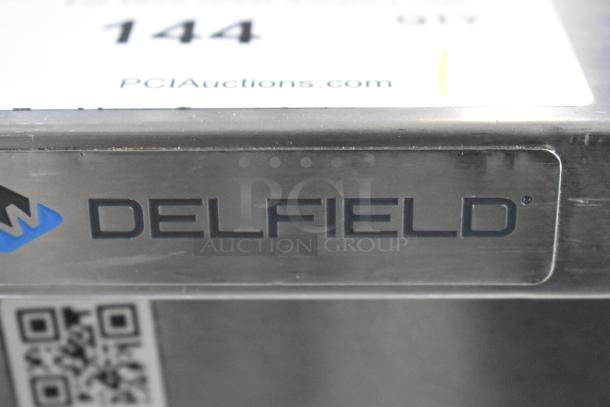 144
QTY
PCIAuctions.com
DELFIELD®
PCI
AUCTION GROUP